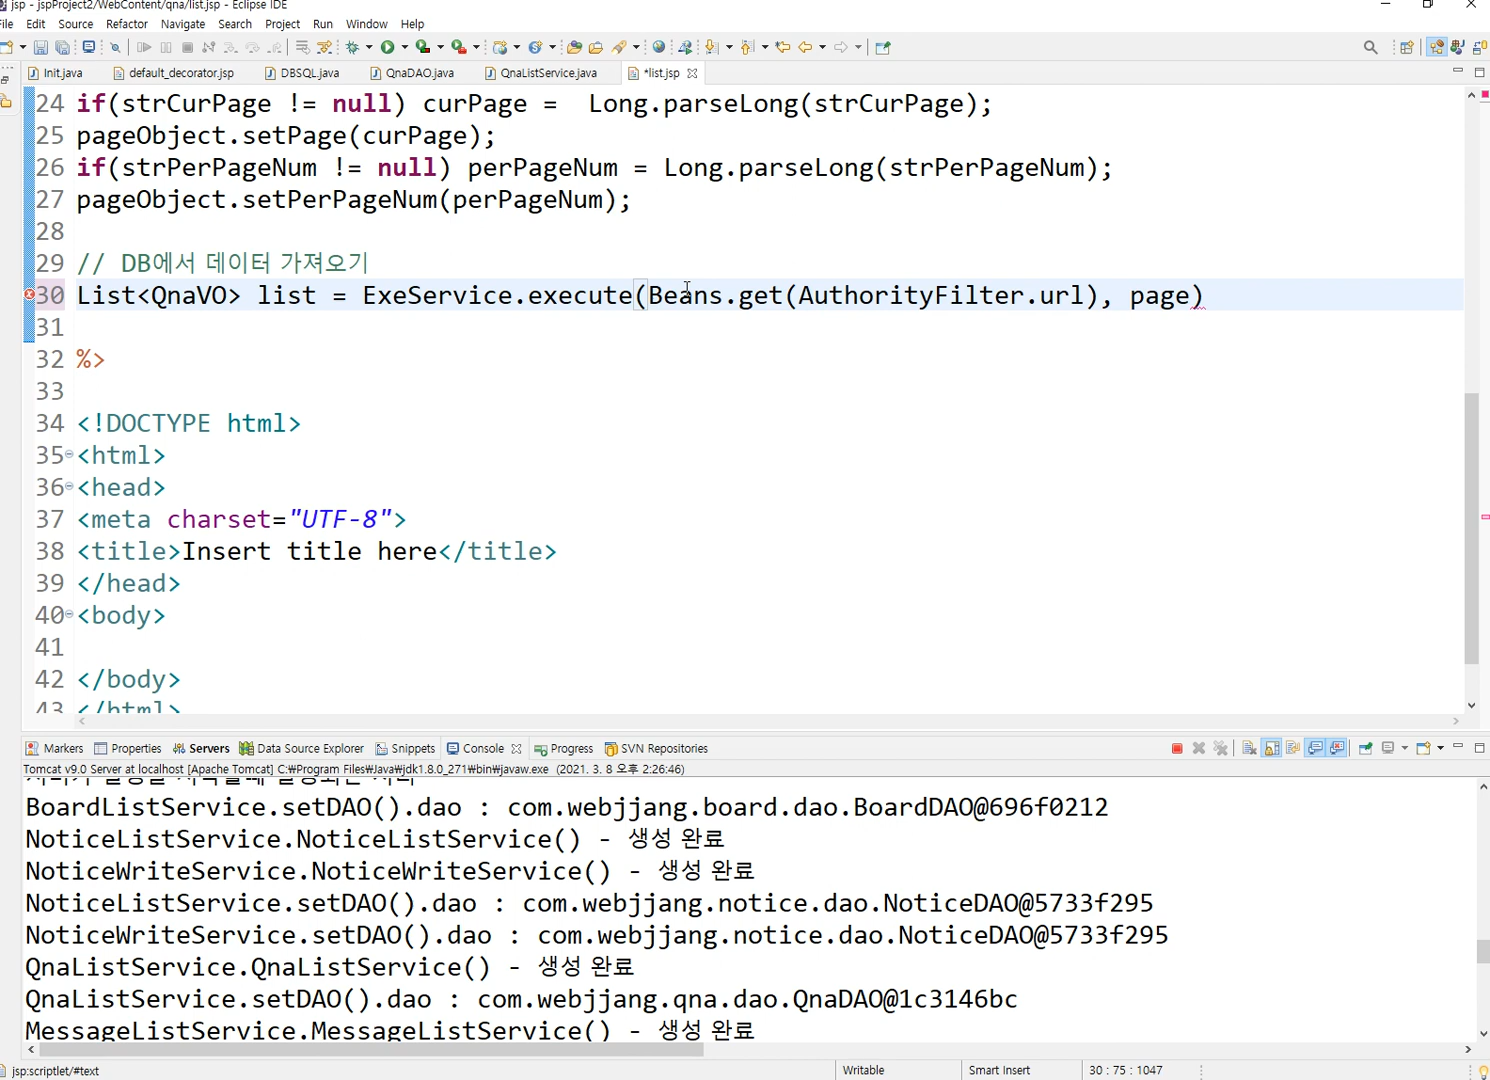 jsp - jspProject2/WebContent/qna/list.jsp - Eclipse IDE
File Edit Source Refactor Navigate Search Project Run Window Help
Init.java default_decorator.jsp DBSQL.java QnaDAO.java QnaListService.java *list.jsp
24 if(strCurPage != null) curPage =  Long.parseLong(strCurPage);
25 pageObject.setPage(curPage);
26 if(strPerPageNum != null) perPageNum = Long.parseLong(strPerPageNum);
27 pageObject.setPerPageNum(perPageNum);
28
29 // DB에서 데이터 가져오기
30 List<QnaVO> list = ExeService.execute(Beans.get(AuthorityFilter.url), page)
31
32 %>
33
34 <!DOCTYPE html>
35 <html>
36 <head>
37 <meta charset="UTF-8">
38 <title>Insert title here</title>
39 </head>
40 <body>
41
42 </body>
43 </html>
Markers Properties Servers Data Source Explorer Snippets Console Progress SVN Repositories
Tomcat v9.0 Server at localhost [Apache Tomcat] C:₩Program Files₩Java₩jdk1.8.0_271₩bin₩javaw.exe (2021. 3. 8 오후 2:26:46)
BoardListService.setDAO().dao : com.webjjang.board.dao.BoardDAO@696f0212
NoticeListService.NoticeListService() - 생성 완료
NoticeWriteService.NoticeWriteService() - 생성 완료
NoticeListService.setDAO().dao : com.webjjang.notice.dao.NoticeDAO@5733f295
NoticeWriteService.setDAO().dao : com.webjjang.notice.dao.NoticeDAO@5733f295
QnaListService.QnaListService() - 생성 완료
QnaListService.setDAO().dao : com.webjjang.qna.dao.QnaDAO@1c3146bc
MessageListService.MessageListService() - 생성 완료
jsp:scriptlet/#text Writable Smart Insert 30 : 75 : 1047